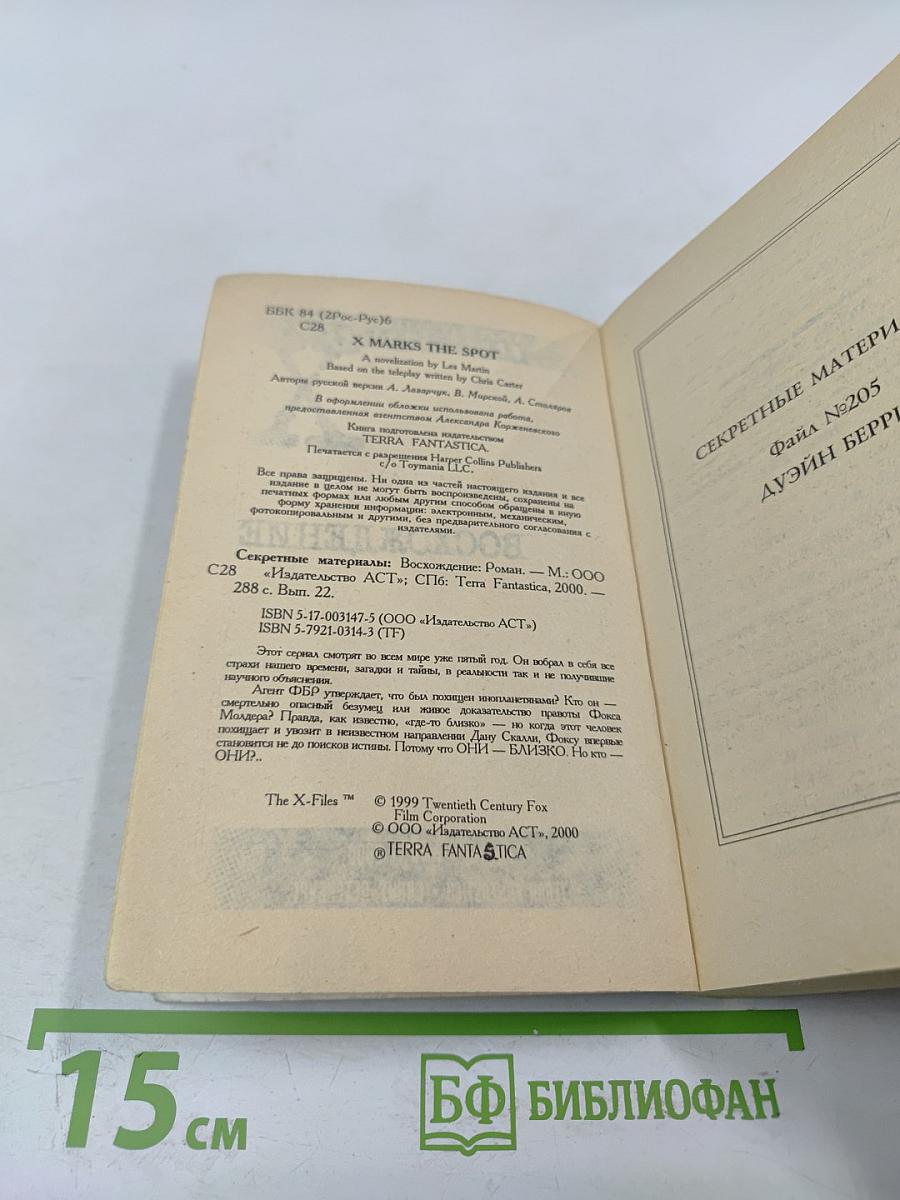 ББК 84 (2Рос-Рус)6
С28
X MARKS THE SPOT
A novelization by Les Martin
Based on the teleplay written by Chris Carter
Авторы русской версии А. Лазарчук, В. Мирской, А. Столяров
В оформлении обложки использована работа,
предоставленная агентством Александра Корженевского
Книга подготовлена издательством
TERRA FANTASTICA.
Печатается с разрешения Harper Collins Publishers
c/o Toymania LLC.
Все права защищены. Ни одна из частей настоящего издания и все
издание в целом не могут быть воспроизведены, сохранены на
печатных формах или любым другим способом обращены в иную
форму хранения информации: электронным, механическим,
фотокопировальным и другими, без предварительного согласования с
издателями.
Секретные материалы: Восхождение: Роман. — М.: ООО
С28 «Издательство АСТ»; СПб: Terra Fantastica, 2000. —
288 с. Вып. 22.
ISBN 5-17-003147-5 (ООО «Издательство АСТ»)
ISBN 5-7921-0314-3 (TF)
Этот сериал смотрят во всем мире уже пятый год. Он вобрал в себя все
страхи нашего времени, загадки и тайны, в реальности так и не получившие
научного объяснения.
Агент ФБР утверждает, что был похищен инопланетянами? Кто он —
смертельно опасный безумец или живое доказательство правоты Фокса
Молдера? Правда, как известно, «где-то близко» — но когда этот человек
похищает и увозит в неизвестном направлении Дану Скалли, Фоксу впервые
становится не до поисков истины. Потому что ОНИ — БЛИЗКО. Но кто —
ОНИ?..
The X-Files ™ © 1999 Twentieth Century Fox
Film Corporation
© ООО «Издательство АСТ», 2000
® TERRA FANTASTICA
СЕКРЕТНЫЕ МАТЕРИ
Файл №205
ДУЭЙН БЕРРИ
15 см
БФ БИБЛИОФАН